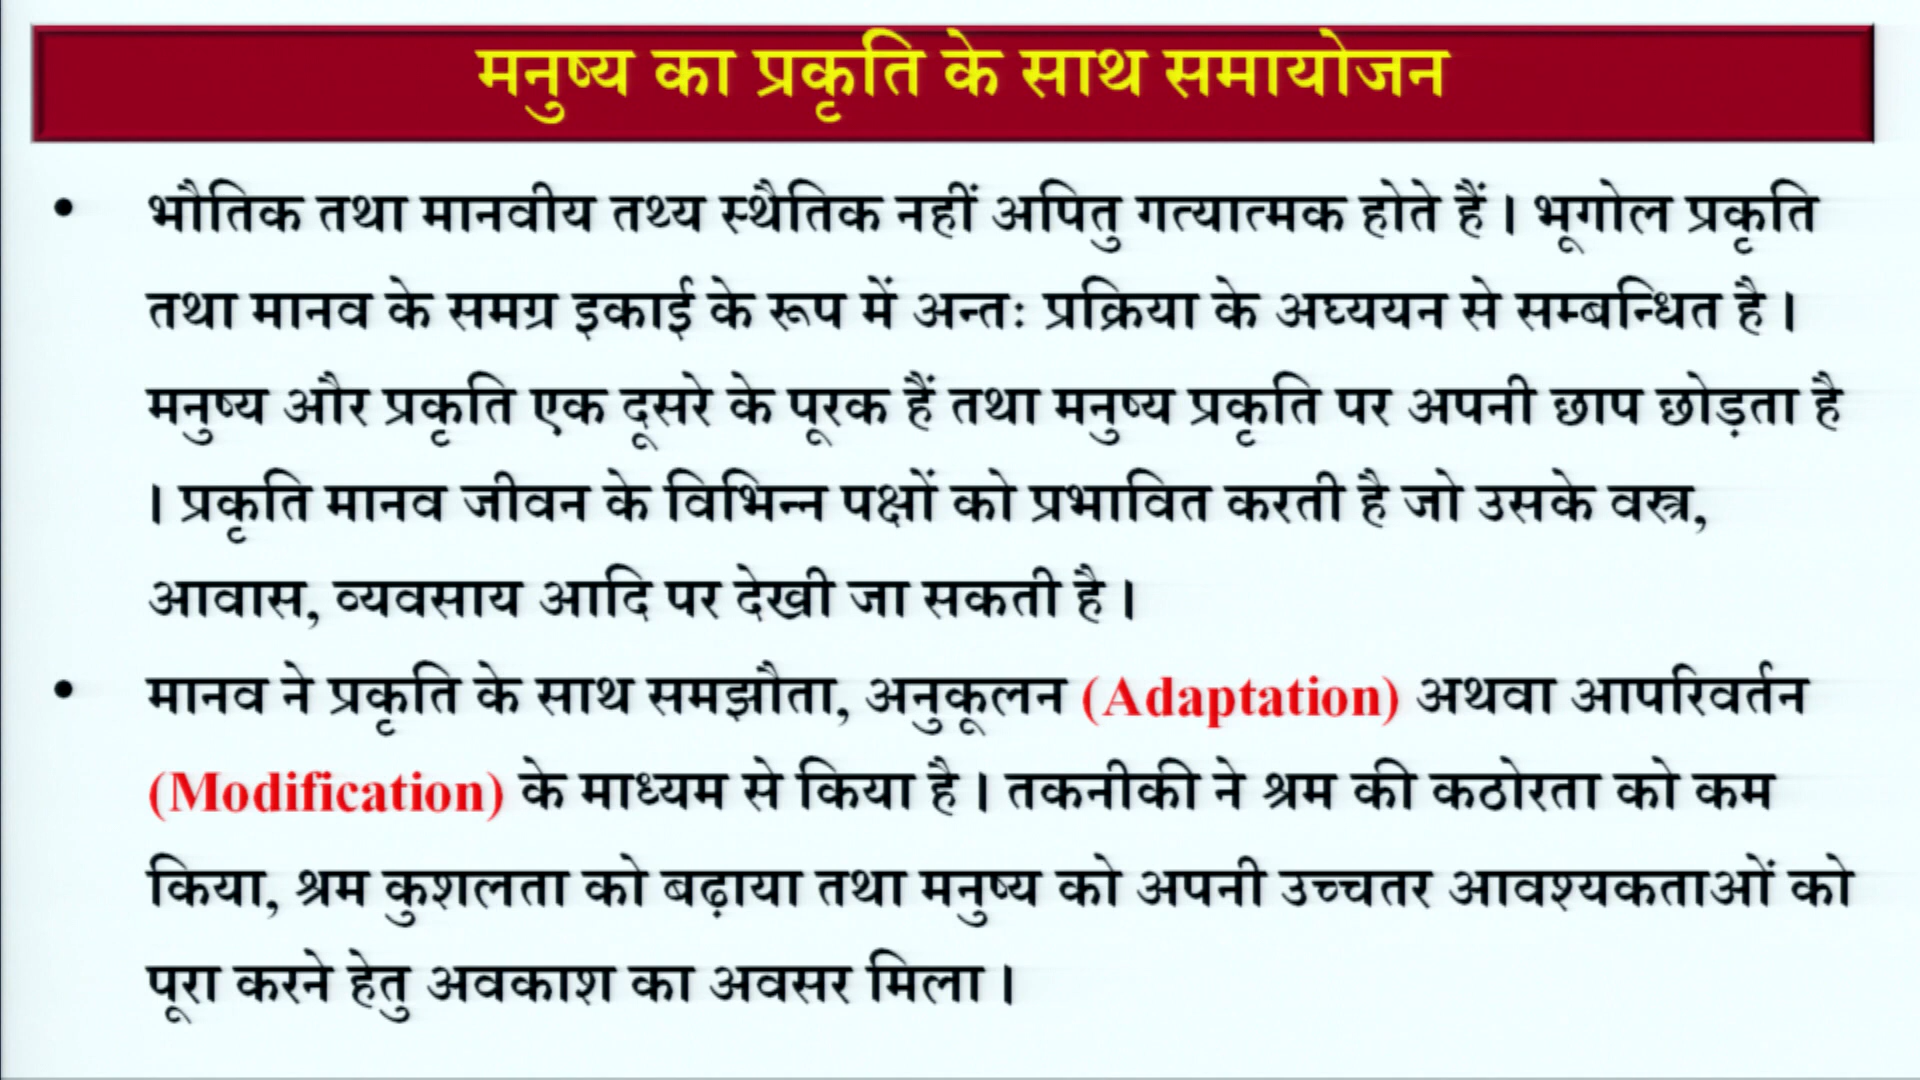 मनुष्य का प्रकृति के साथ समायोजन
• भौतिक तथा मानवीय तथ्य स्थैतिक नहीं अपितु गत्यात्मक होते हैं। भूगोल प्रकृति
तथा मानव के समग्र इकाई के रूप में अन्तः प्रक्रिया के अघ्ययन से सम्बन्धित है।
मनुष्य और प्रकृति एक दूसरे के पूरक हैं तथा मनुष्य प्रकृति पर अपनी छाप छोड़ता है
। प्रकृति मानव जीवन के विभिन्न पक्षों को प्रभावित करती है जो उसके वस्त्र,
आवास, व्यवसाय आदि पर देखी जा सकती है।
• मानव ने प्रकृति के साथ समझौता, अनुकूलन (Adaptation) अथवा आपरिवर्तन
(Modification) के माध्यम से किया है। तकनीकी ने श्रम की कठोरता को कम
किया, श्रम कुशलता को बढ़ाया तथा मनुष्य को अपनी उच्चतर आवश्यकताओं को
पूरा करने हेतु अवकाश का अवसर मिला।